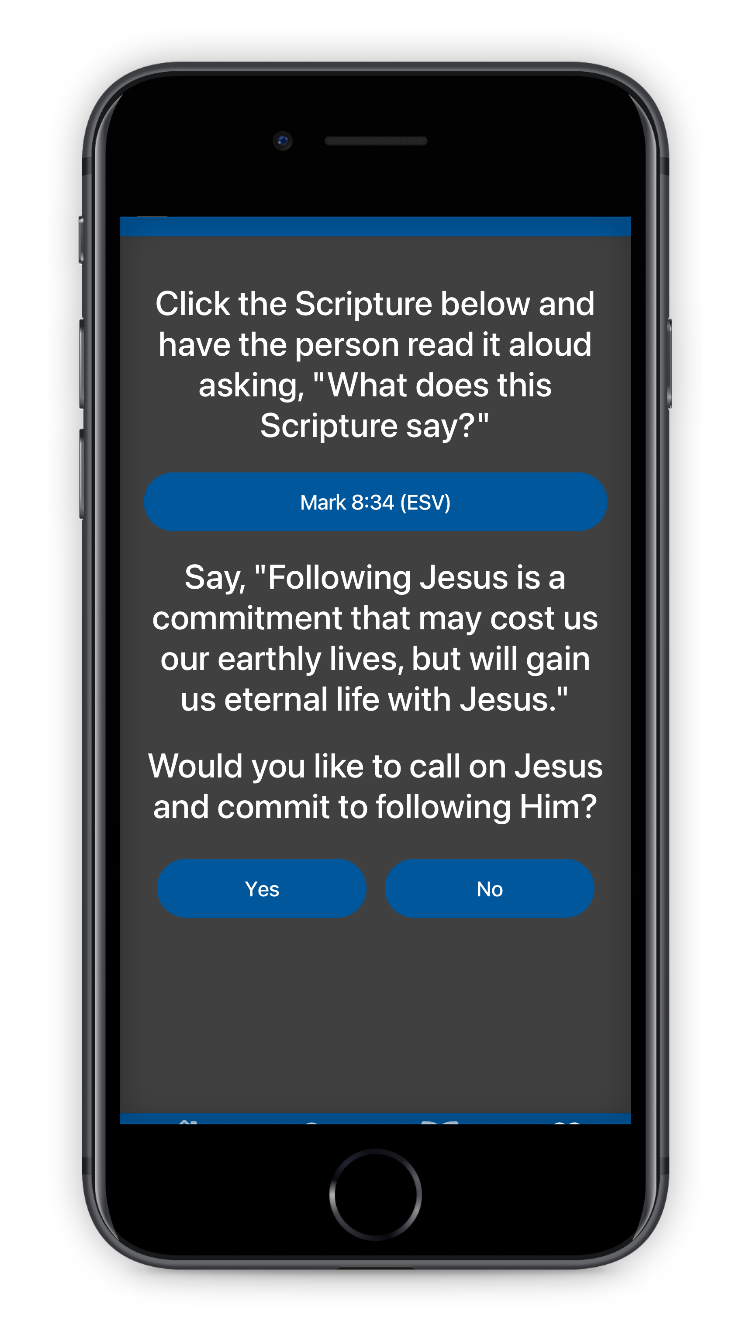 Click the Scripture below and
have the person read it aloud
asking, "What does this
Scripture say?"
Mark 8:34 (ESV)
Say, "Following Jesus is a
commitment that may cost us
our earthly lives, but will gain
us eternal life with Jesus."
Would you like to call on Jesus
and commit to following Him?
Yes
No